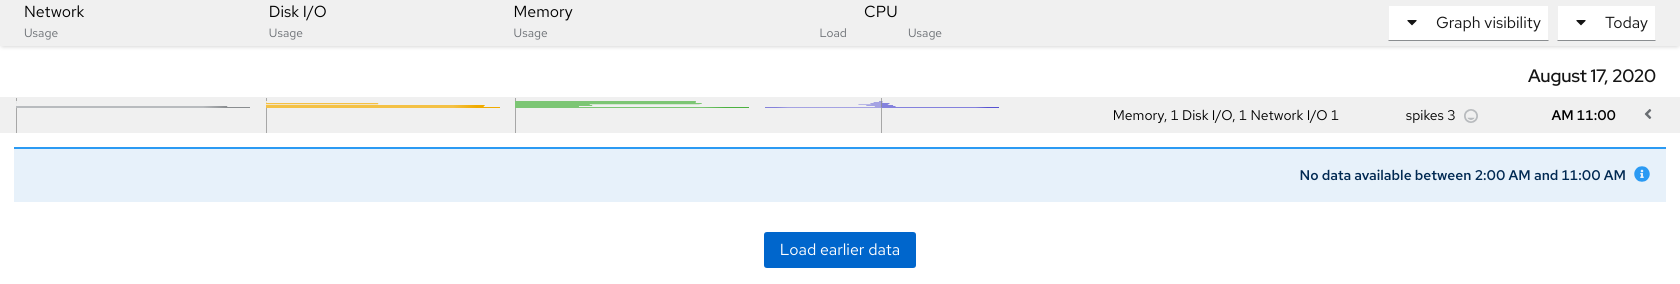 Network Disk I/O Memory CPU Graph visibility Today
Usage Usage Usage Load Usage
August 17, 2020
Memory, 1 Disk I/O, 1 Network I/O 1 spikes 3 AM 11:00
No data available between 2:00 AM and 11:00 AM
Load earlier data